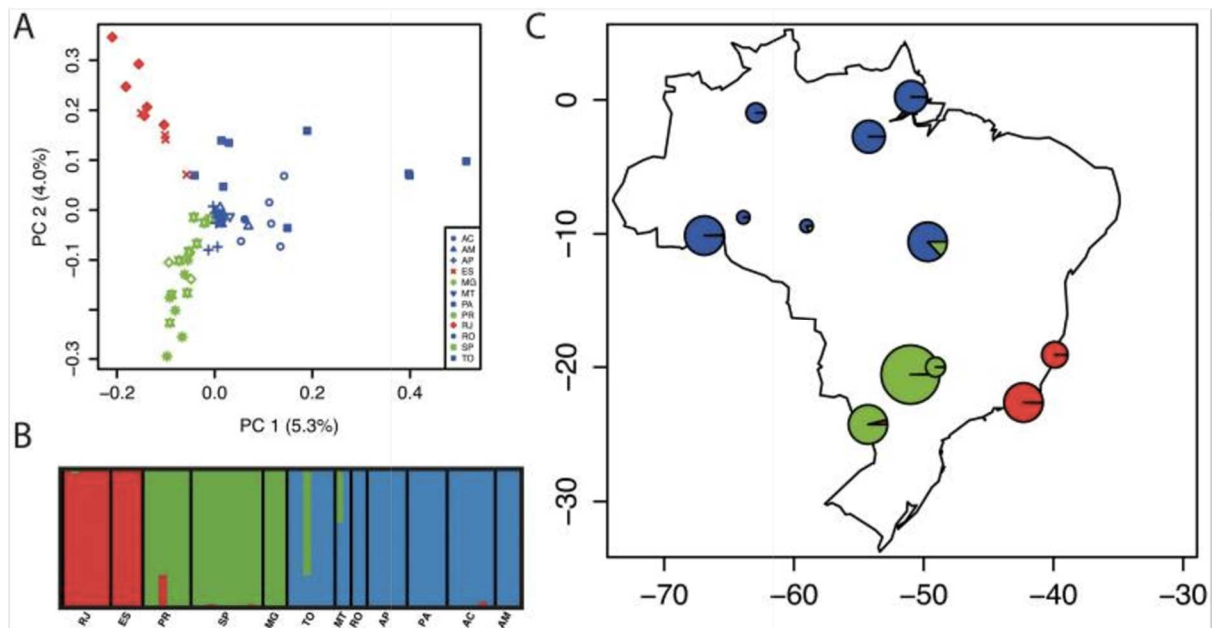 A
PC 2 (4.0%)
0.3
0.2
0.1
0.0
−0.1
−0.3
−0.2
0.0
0.2
0.4
PC 1 (5.3%)
AC
AM
AP
ES
MG
MT
PA
PR
RJ
RO
SP
TO
B
RJ
ES
PR
SP
MG
TO
MT
RO
AP
PA
AC
AM
C
0
−10
−20
−30
−70
−60
−50
−40
−30